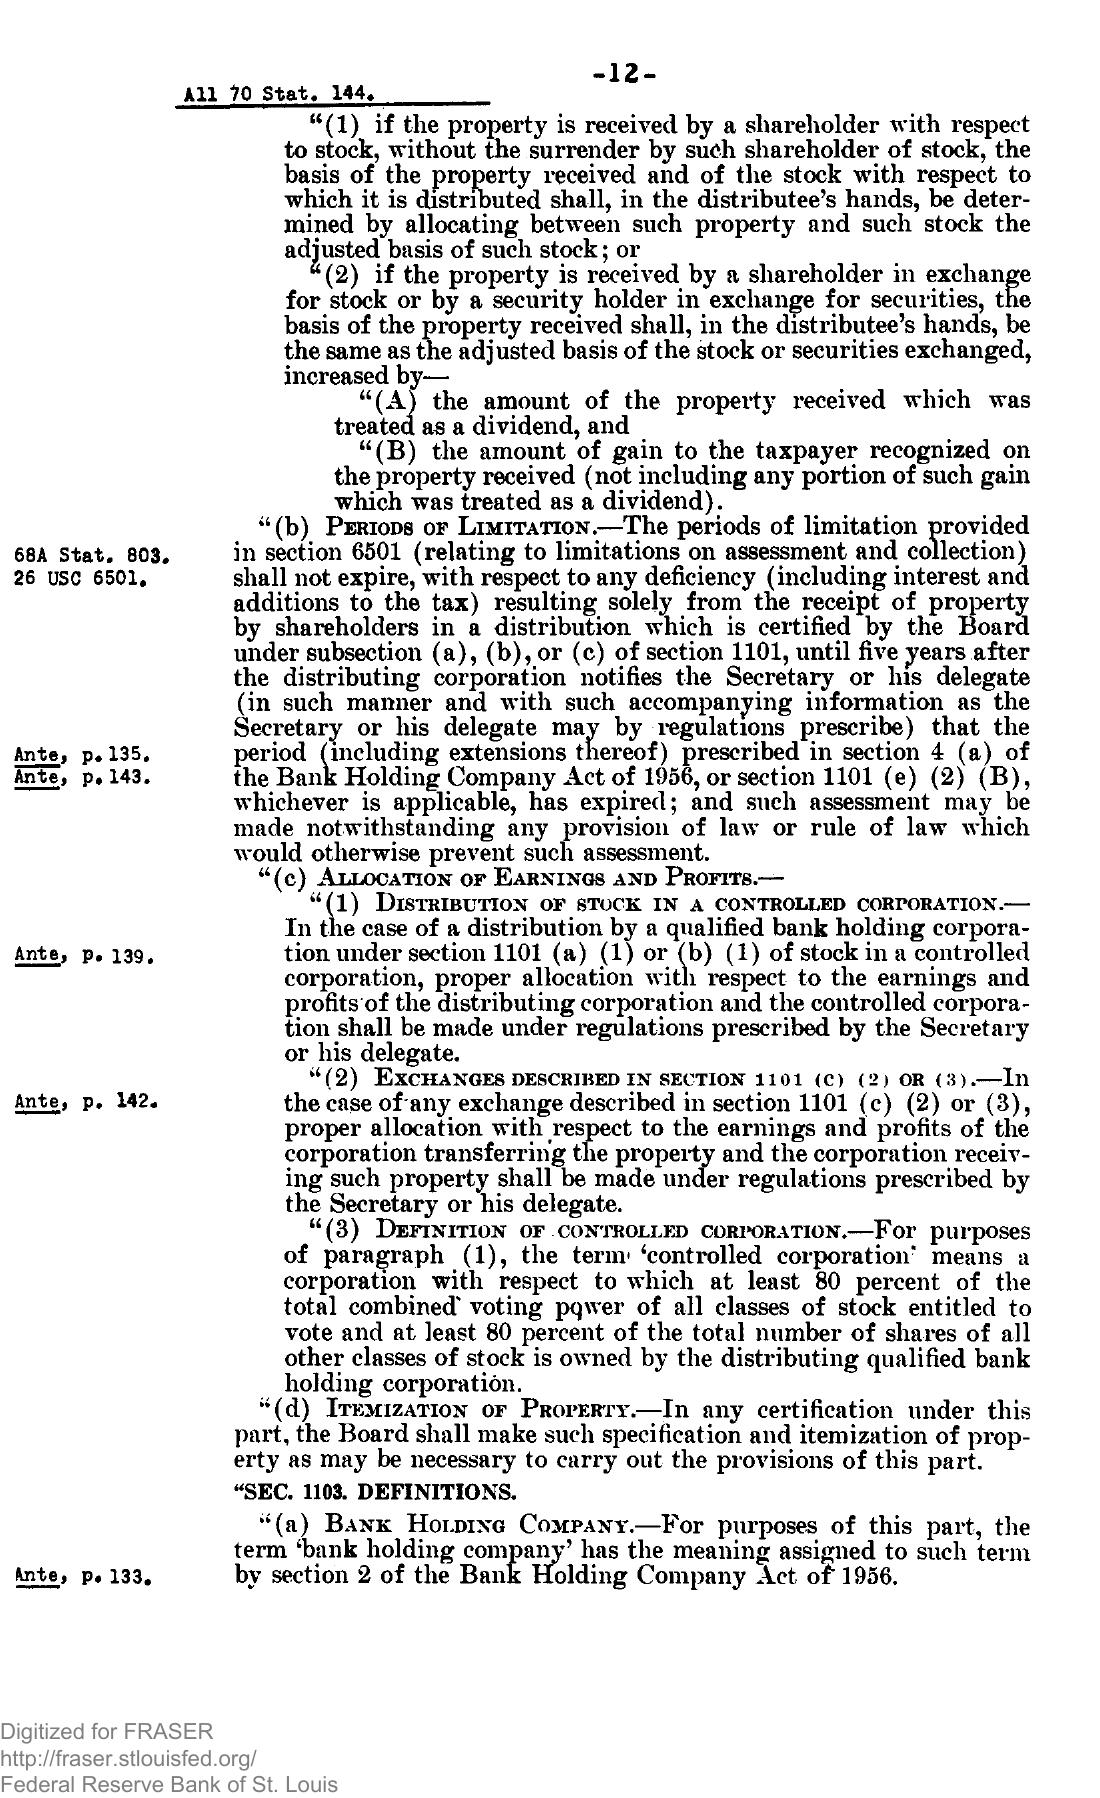 -12-
All 70 Stat. 144.
“(1) if the property is received by a shareholder with respect
to stock, without the surrender by such shareholder of stock, the
basis of the property received and of the stock with respect to
which it is distributed shall, in the distributee’s hands, be deter-
mined by allocating between such property and such stock the
adjusted basis of such stock; or
“(2) if the property is received by a shareholder in exchange
for stock or by a security holder in exchange for securities, the
basis of the property received shall, in the distributee’s hands, be
the same as the adjusted basis of the stock or securities exchanged,
increased by—
“(A) the amount of the property received which was
treated as a dividend, and
“(B) the amount of gain to the taxpayer recognized on
the property received (not including any portion of such gain
which was treated as a dividend).
“(b) PERIODS OF LIMITATION.—The periods of limitation provided
68A Stat. 803. in section 6501 (relating to limitations on assessment and collection)
26 USC 6501. shall not expire, with respect to any deficiency (including interest and
additions to the tax) resulting solely from the receipt of property
by shareholders in a distribution which is certified by the Board
under subsection (a), (b), or (c) of section 1101, until five years after
the distributing corporation notifies the Secretary or his delegate
(in such manner and with such accompanying information as the
Secretary or his delegate may by regulations prescribe) that the
Ante, p. 135. period (including extensions thereof) prescribed in section 4 (a) of
Ante, p. 143. the Bank Holding Company Act of 1956, or section 1101 (e) (2) (B),
whichever is applicable, has expired; and such assessment may be
made notwithstanding any provision of law or rule of law which
would otherwise prevent such assessment.
“(c) ALLOCATION OF EARNINGS AND PROFITS.—
“(1) DISTRIBUTION OF STOCK IN A CONTROLLED CORPORATION.—
In the case of a distribution by a qualified bank holding corpora-
Ante, p. 139. tion under section 1101 (a) (1) or (b) (1) of stock in a controlled
corporation, proper allocation with respect to the earnings and
profits of the distributing corporation and the controlled corpora-
tion shall be made under regulations prescribed by the Secretary
or his delegate.
“(2) EXCHANGES DESCRIBED IN SECTION 1101 (C) (2) OR (3).—In
Ante, p. 142. the case of any exchange described in section 1101 (c) (2) or (3),
proper allocation with respect to the earnings and profits of the
corporation transferring the property and the corporation receiv-
ing such property shall be made under regulations prescribed by
the Secretary or his delegate.
“(3) DEFINITION OF CONTROLLED CORPORATION.—For purposes
of paragraph (1), the term ‘controlled corporation’ means a
corporation with respect to which at least 80 percent of the
total combined voting pqwer of all classes of stock entitled to
vote and at least 80 percent of the total number of shares of all
other classes of stock is owned by the distributing qualified bank
holding corporation.
“(d) ITEMIZATION OF PROPERTY.—In any certification under this
part, the Board shall make such specification and itemization of prop-
erty as may be necessary to carry out the provisions of this part.
“SEC. 1103. DEFINITIONS.
“(a) BANK HOLDING COMPANY.—For purposes of this part, the
term ‘bank holding company’ has the meaning assigned to such term
Ante, p. 133. by section 2 of the Bank Holding Company Act of 1956.
Digitized for FRASER
http://fraser.stlouisfed.org/
Federal Reserve Bank of St. Louis